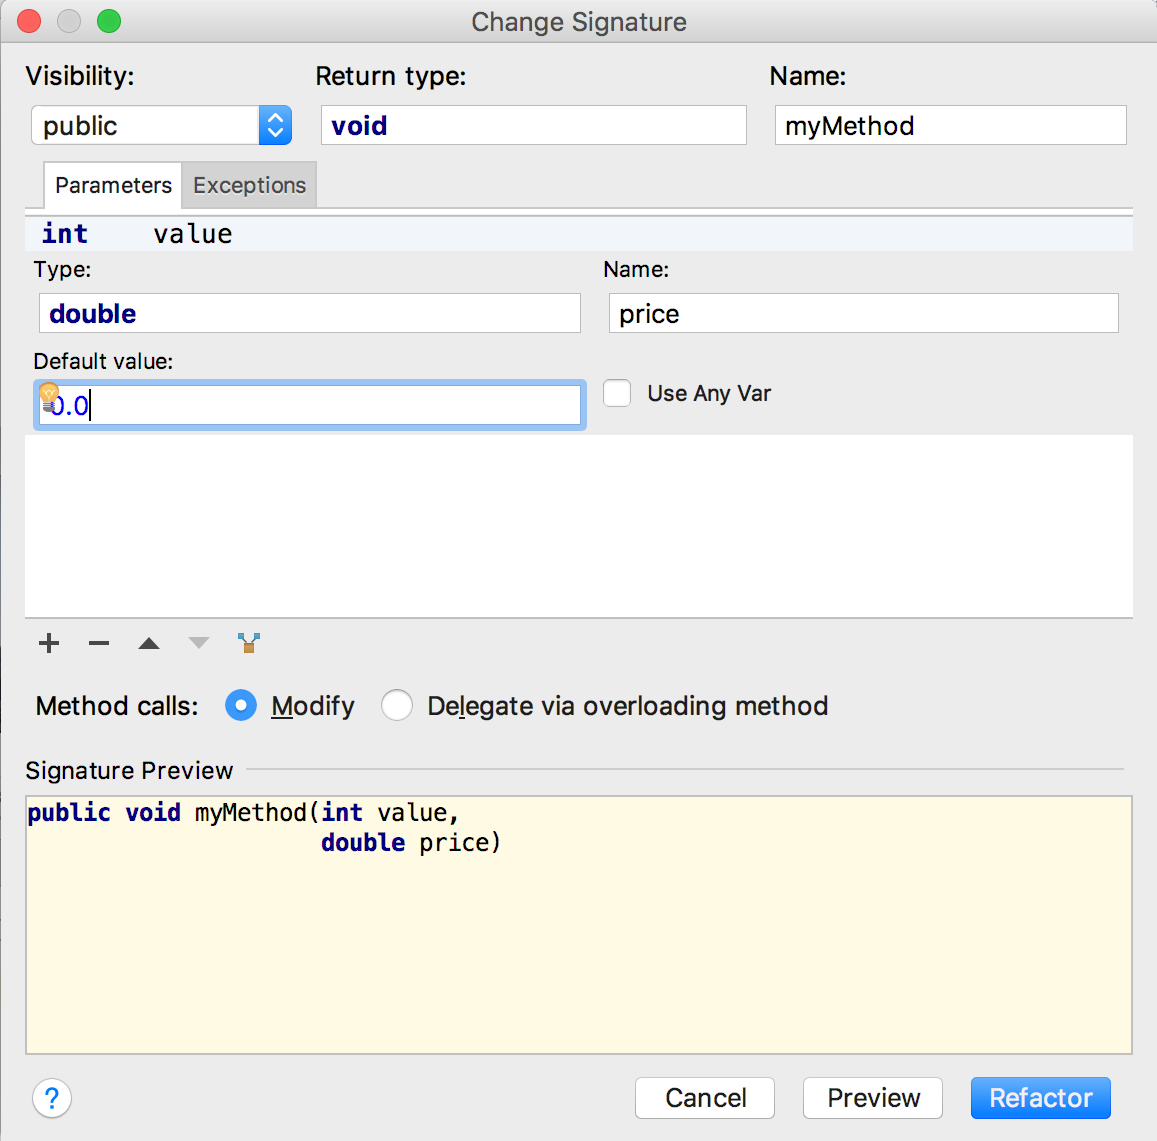 Change Signature
Visibility: Return type: Name:
public void myMethod
Parameters Exceptions
int value
Type: Name:
double price
Default value:
0.0 Use Any Var
Method calls: Modify Delegate via overloading method
Signature Preview
public void myMethod(int value,
double price)
? Cancel Preview Refactor